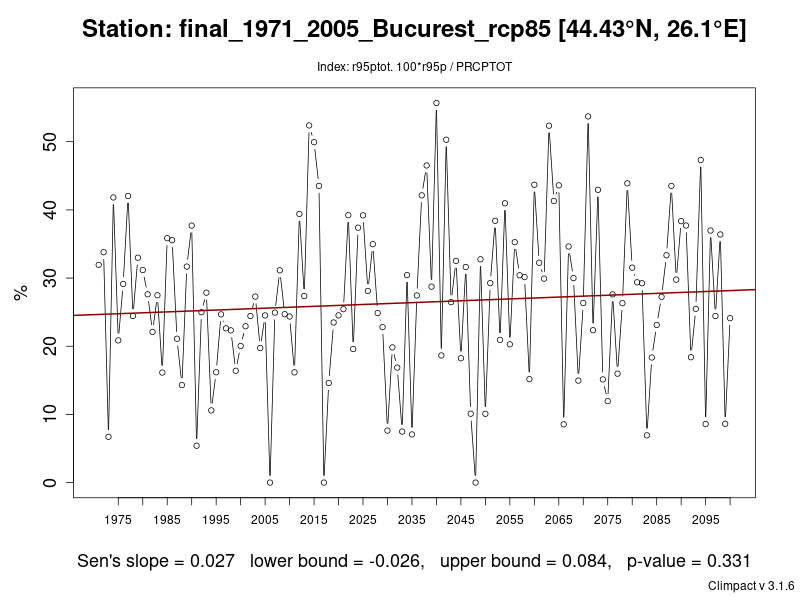 Station: final_1971_2005_Bucurest_rcp85 [44.43°N, 26.1°E]
Index: r95ptot. 100*r95p / PRCPTOT
%
50
40
30
20
10
0
1975 1985 1995 2005 2015 2025 2035 2045 2055 2065 2075 2085 2095
Sen's slope = 0.027 lower bound = -0.026, upper bound = 0.084, p-value = 0.331
Climpact v 3.1.6